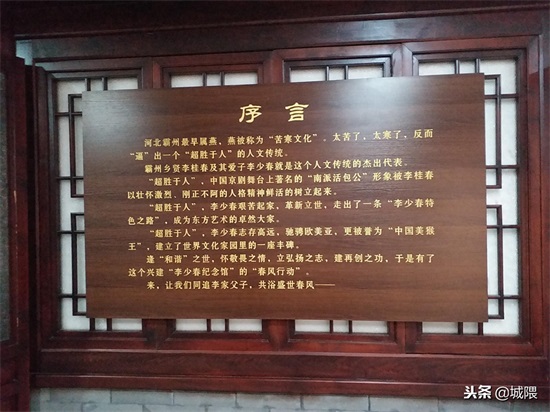 序言
河北霸州最早属燕，燕被称为“苦寒文化”。太苦了，太寒了，反而
“逼”出一个“超胜于人”的人文传统。
霸州乡贤李桂春及其爱子李少春就是这个人文传统的杰出代表。
“超胜于人”，中国京剧舞台上著名的“南派活包公”形象被李桂春
以壮怀激烈、刚正不阿的人格精神鲜活的树立起来。
“超胜于人”，李少春艰苦起家，革新立世，走出了一条“李少春特
色之路”，成为东方艺术的卓然大家。
“超胜于人”，李少春志存高远，驰骋欧美亚，更被誉为“中国美猴
王”，建立了世界文化家园里的一座丰碑。
逢“和谐”之世，怀敬畏之情，立弘扬之志，建再创之功，于是有了
这个兴建“李少春纪念馆”的“春风行动”。
来，让我们同追李家父子，共浴盛世春风——
头条@城隈